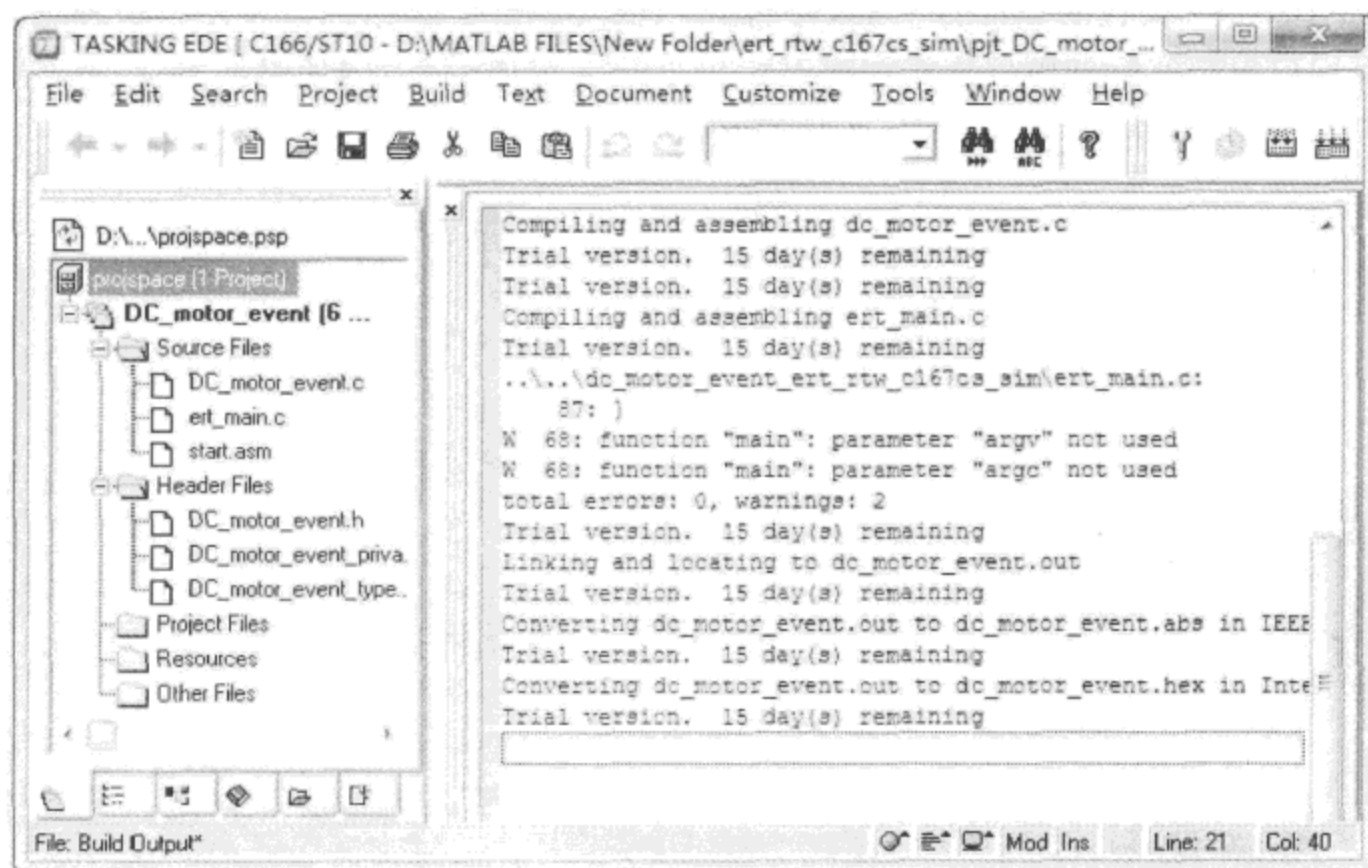 TASKING EDE [ C166/ST10 - D:\MATLAB FILES\New Folder\ert_rtw_c167cs_sim\pjt_DC_motor_...
File Edit Search Project Build Text Document Customize Tools Window Help
D:\...\projspace.psp
projspace (1 Project)
DC_motor_event (6 ...
Source Files
DC_motor_event.c
ert_main.c
start.asm
Header Files
DC_motor_event.h
DC_motor_event_priva.
DC_motor_event_type..
Project Files
Resources
Other Files
Compiling and assembling dc_motor_event.c
Trial version. 15 day(s) remaining
Trial version. 15 day(s) remaining
Compiling and assembling ert_main.c
Trial version. 15 day(s) remaining
..\..\dc_motor_event_ert_rtw_c167cs_sim\ert_main.c:
87: }
W 68: function "main": parameter "argv" not used
W 68: function "main": parameter "argc" not used
total errors: 0, warnings: 2
Trial version. 15 day(s) remaining
Linking and locating to dc_motor_event.out
Trial version. 15 day(s) remaining
Converting dc_motor_event.out to dc_motor_event.abs in IEEE
Trial version. 15 day(s) remaining
Converting dc_motor_event.out to dc_motor_event.hex in Inte
Trial version. 15 day(s) remaining
File: Build Output*
Mod Ins Line: 21 Col: 40